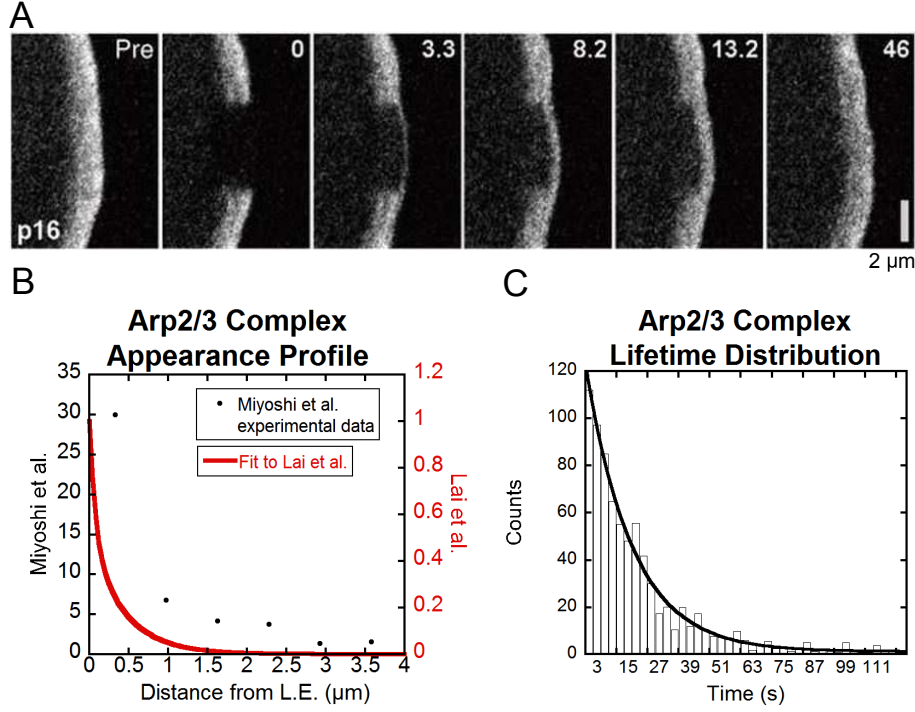 A
Pre 0 3.3 8.2 13.2 46
p16
2 µm
B
Arp2/3 Complex
Appearance Profile
35
30
25
20
15
10
5
0
Miyoshi et al.
1.2
1
0.8
0.6
0.4
0.2
0
Lai et al.
Miyoshi et al.
experimental data
Fit to Lai et al.
0 0.5 1 1.5 2 2.5 3 3.5 4
Distance from L.E. (µm)
C
Arp2/3 Complex
Lifetime Distribution
120
100
80
60
40
20
0
Counts
3 15 27 39 51 63 75 87 99 111
Time (s)